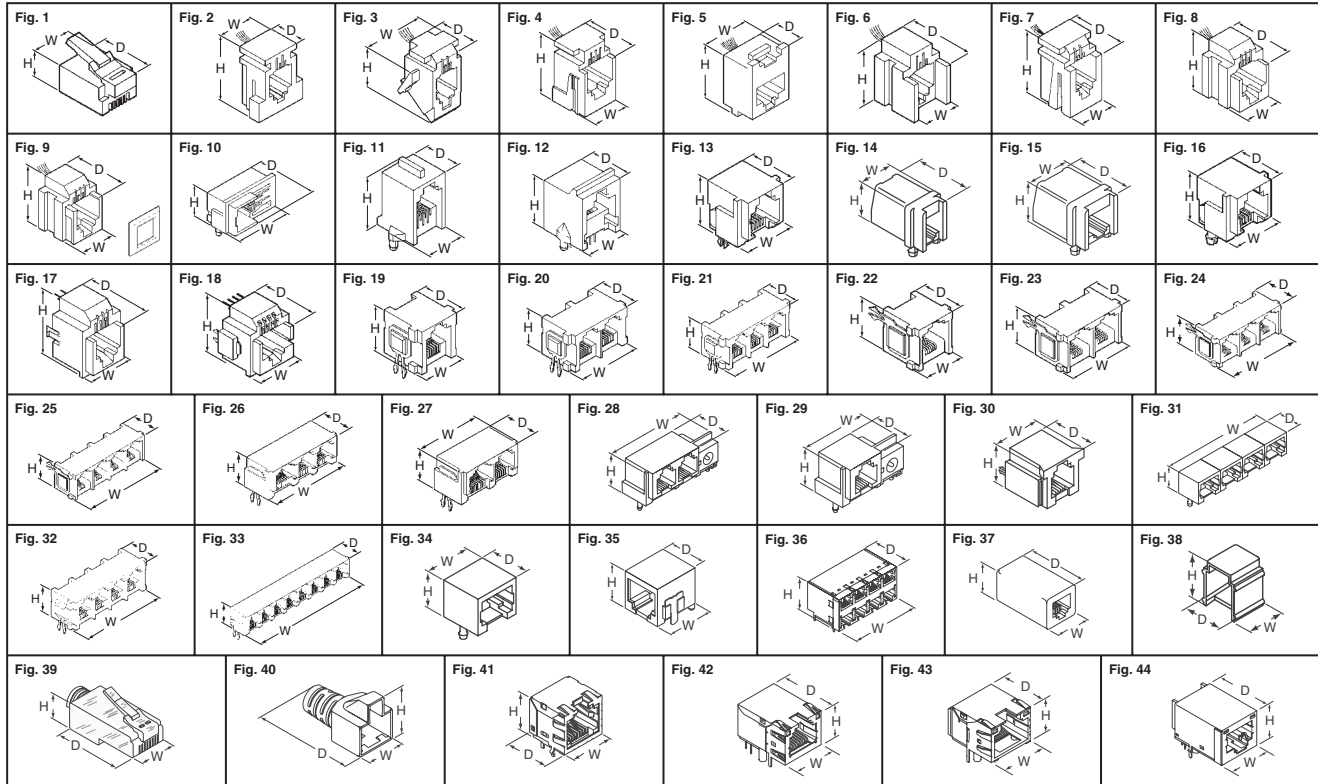 Fig. 1
W
D
H
Fig. 2
W
D
H
Fig. 3
W
D
H
Fig. 4
D
H
W
Fig. 5
W
D
H
Fig. 6
D
H
W
Fig. 7
D
H
W
Fig. 8
D
H
W
Fig. 9
D
H
W
Fig. 10
D
H
W
Fig. 11
D
H
W
Fig. 12
D
H
W
Fig. 13
D
H
W
Fig. 14
W
D
H
Fig. 15
W
D
H
Fig. 16
D
H
W
Fig. 17
D
H
W
Fig. 18
D
H
W
Fig. 19
D
H
W
Fig. 20
D
H
W
Fig. 21
D
H
W
Fig. 22
D
H
W
Fig. 23
D
H
W
Fig. 24
D
H
W
Fig. 25
D
H
W
Fig. 26
D
H
W
Fig. 27
W
D
H
Fig. 28
W
D
H
Fig. 29
W
D
H
Fig. 30
W
D
H
Fig. 31
W
D
H
Fig. 32
D
H
W
Fig. 33
D
H
W
Fig. 34
W
D
H
Fig. 35
D
H
W
Fig. 36
D
H
W
Fig. 37
D
H
W
Fig. 38
H
D
W
Fig. 39
H
D
W
Fig. 40
H
D
W
Fig. 41
H
D
W
Fig. 42
D
H
W
Fig. 43
D
H
W
Fig. 44
D
H
W